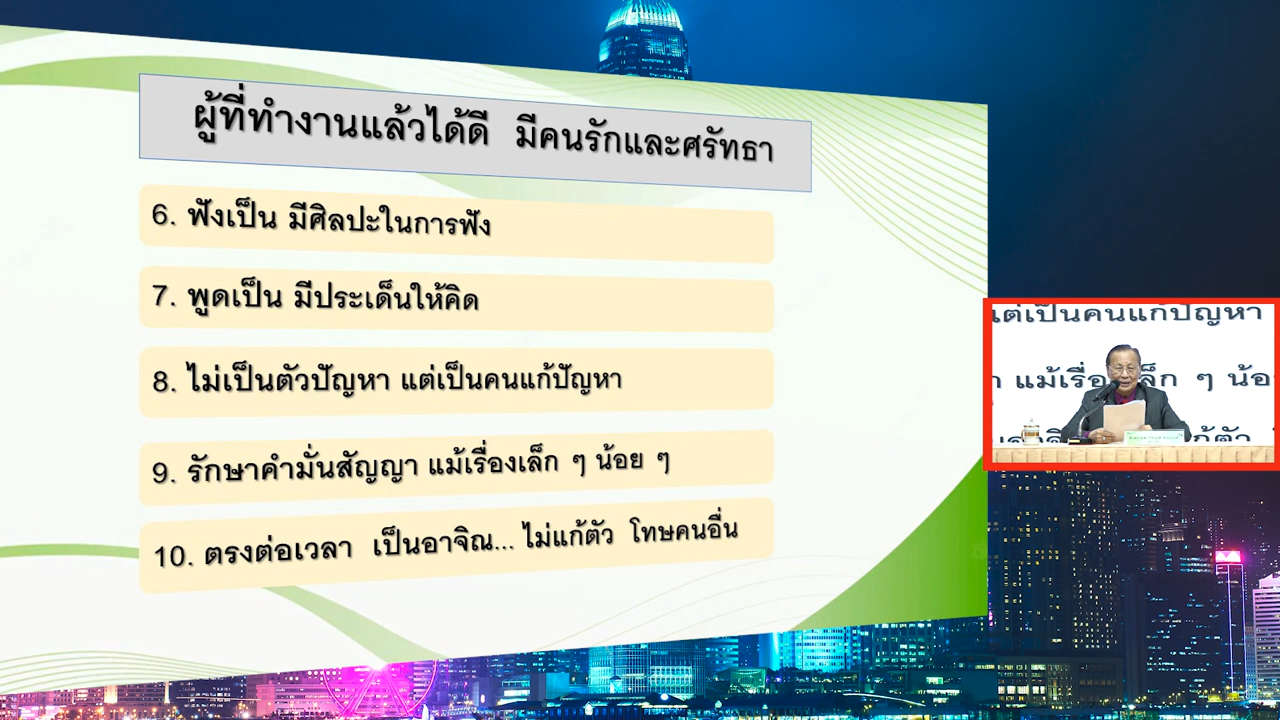 ผู้ที่ทำงานแล้วได้ดี มีคนรักและศรัทธา
6. ฟังเป็น มีศิลปะในการฟัง
7. พูดเป็น มีประเด็นให้คิด
8. ไม่เป็นตัวปัญหา แต่เป็นคนแก้ปัญหา
9. รักษาคำมั่นสัญญา แม้เรื่องเล็ก ๆ น้อย ๆ
10. ตรงต่อเวลา เป็นอาจิณ... ไม่แก้ตัว โทษคนอื่น
แต่เป็นคนแก้ปัญหา
แม้เรื่องเล็ก ๆ น้อ